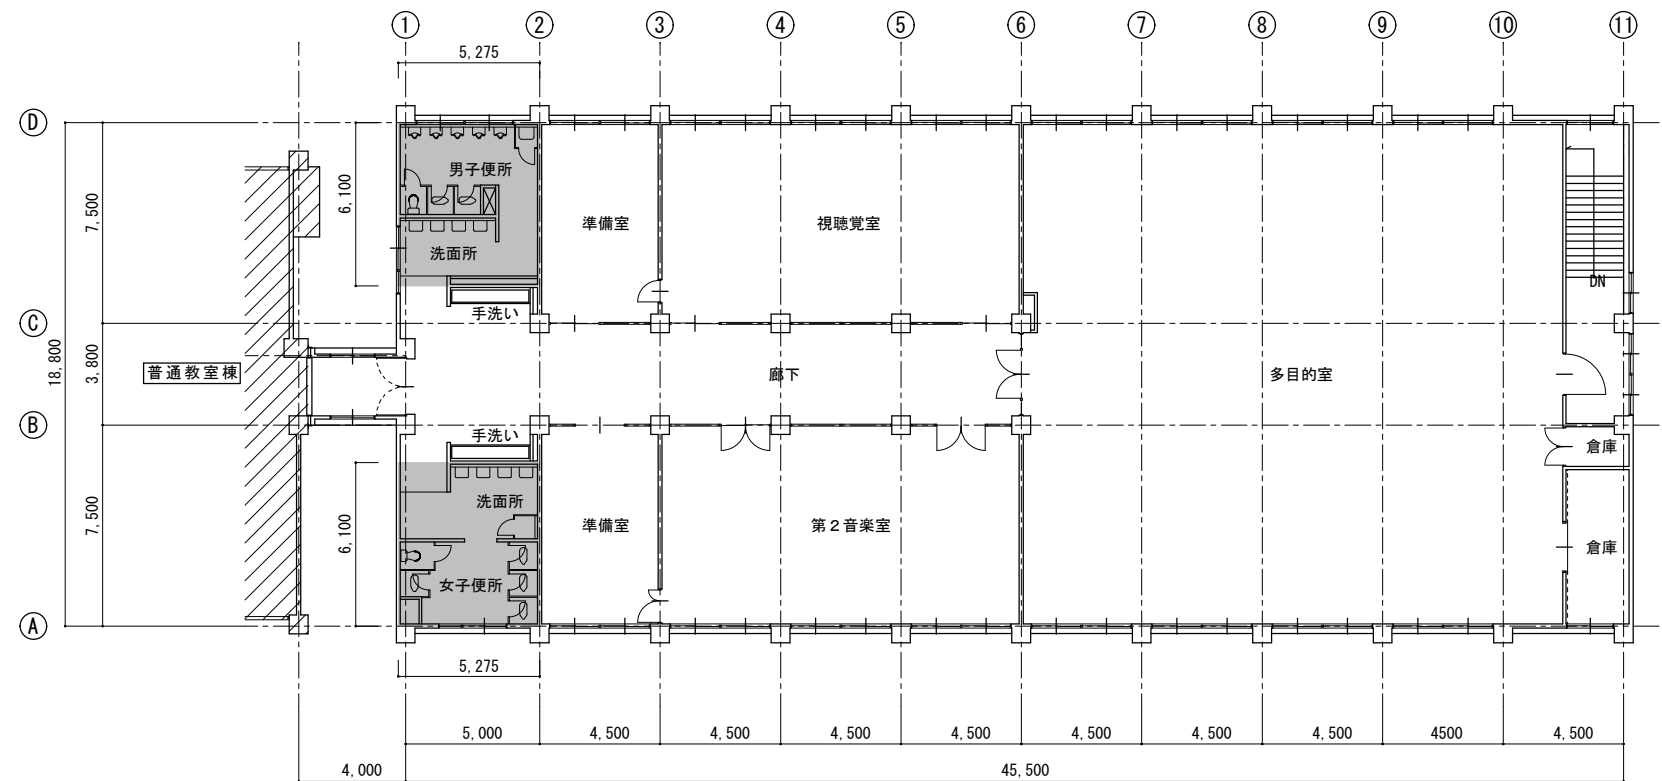 ① ② ③ ④ ⑤ ⑥ ⑦ ⑧ ⑨ ⑩ ⑪
5,275
Ⓓ
男子便所
7,500
6,100
準備室
視聴覚室
洗面所
DN
手洗い
Ⓒ
18,800
3,800
普通教室棟
廊下
多目的室
Ⓑ
手洗い
倉庫
洗面所
7,500
6,100
準備室
第2音楽室
倉庫
女子便所
Ⓐ
5,275
5,000 4,500 4,500 4,500 4,500 4,500 4,500 4,500 4500 4,500
4,000
45,500